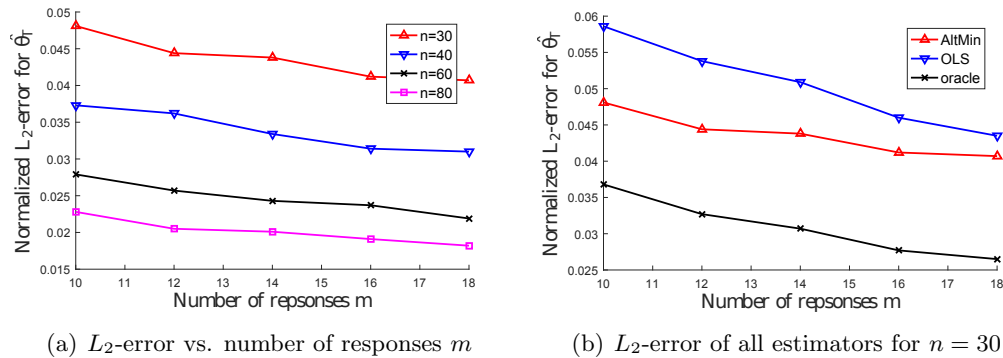 0.05
0.045
0.04
0.035
0.03
0.025
0.02
0.015
Normalized L₂-error for θ̂_T
n=30
n=40
n=60
n=80
10 11 12 13 14 15 16 17 18
Number of repsonses m
(a) L₂-error vs. number of responses m
0.06
0.055
0.05
0.045
0.04
0.035
0.03
0.025
Normalized L₂-error for θ̂_T
AltMin
OLS
oracle
10 11 12 13 14 15 16 17 18
Number of repsonses m
(b) L₂-error of all estimators for n = 30